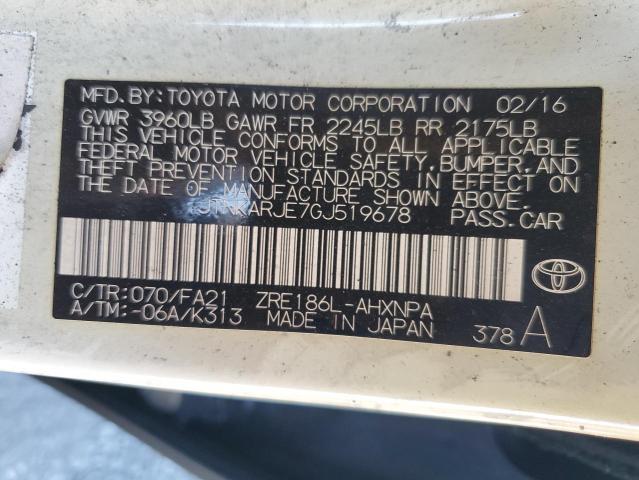 MFD.BY:TOYOTA MOTOR CORPORATION 02/16
GVWR 3960LB GAWR FR 2245LB RR 2175LB
THIS VEHICLE CONFORMS TO ALL APPLICABLE
FEDERAL MOTOR VEHICLE SAFETY,BUMPER,AND
THEFT PREVENTION STANDARDS IN EFFECT ON
THE DATE OF MANUFACTURE SHOWN ABOVE.
JTNKARJE7GJ519678 PASS.CAR
C/TR:070/FA21 ZRE186L-AHXNPA
A/TM:-06A/K313 MADE IN JAPAN 378 A
TOYOTA